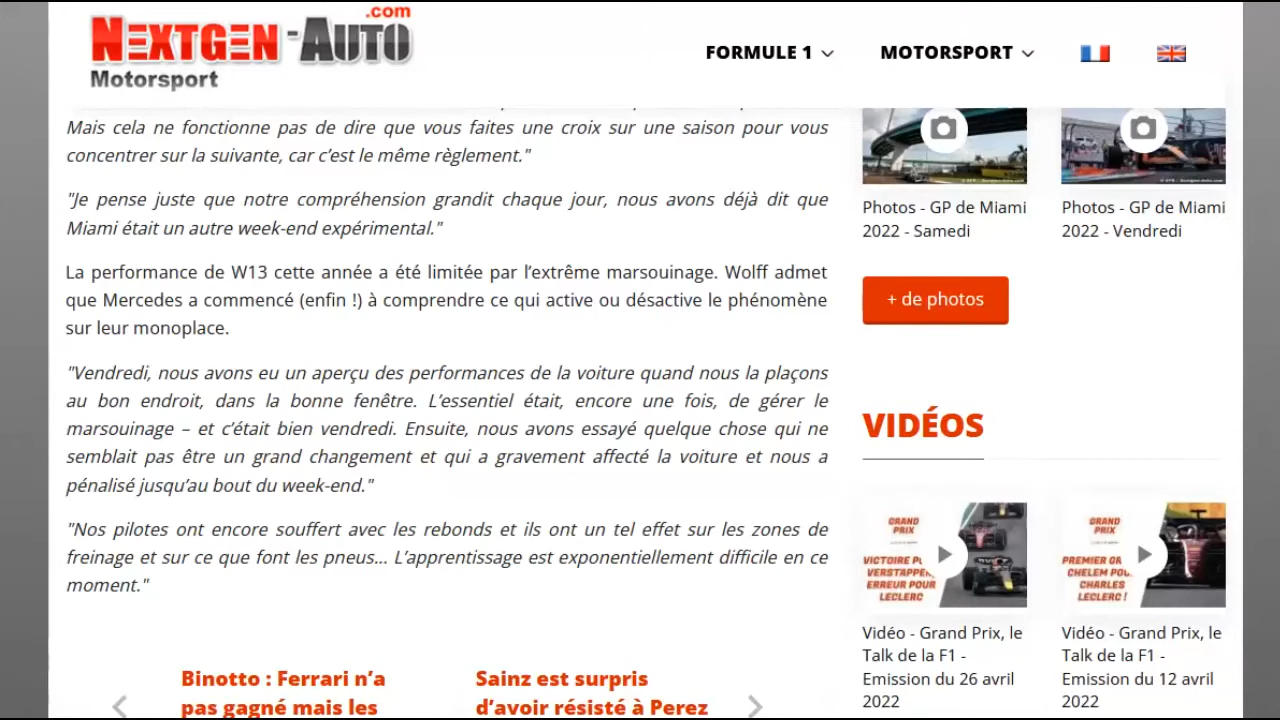 NEXTGEN-AUTO
.com
Motorsport
FORMULE 1
MOTORSPORT
Mais cela ne fonctionne pas de dire que vous faites une croix sur une saison pour vous
concentrer sur la suivante, car c’est le même règlement."
"Je pense juste que notre compréhension grandit chaque jour, nous avons déjà dit que
Miami était un autre week-end expérimental."
La performance de W13 cette année a été limitée par l’extrême marsouinage. Wolff admet
que Mercedes a commencé (enfin !) à comprendre ce qui active ou désactive le phénomène
sur leur monoplace.
"Vendredi, nous avons eu un aperçu des performances de la voiture quand nous la plaçons
au bon endroit, dans la bonne fenêtre. L’essentiel était, encore une fois, de gérer le
marsouinage – et c’était bien vendredi. Ensuite, nous avons essayé quelque chose qui ne
semblait pas être un grand changement et qui a gravement affecté la voiture et nous a
pénalisé jusqu’au bout du week-end."
"Nos pilotes ont encore souffert avec les rebonds et ils ont un tel effet sur les zones de
freinage et sur ce que font les pneus... L’apprentissage est exponentiellement difficile en ce
moment."
Binotto : Ferrari n’a
pas gagné mais les
Sainz est surpris
d’avoir résisté à Perez
Photos - GP de Miami
2022 - Samedi
Photos - GP de Miami
2022 - Vendredi
+ de photos
VIDÉOS
GRAND
PRIX
VICTOIRE
VERSTAPPEN,
ERREUR POUR
LECLERC
GRAND
PRIX
PREMIER
CHELEM
CHARLES
LECLERC !
Vidéo - Grand Prix, le
Talk de la F1 -
Emission du 26 avril
2022
Vidéo - Grand Prix, le
Talk de la F1 -
Emission du 12 avril
2022